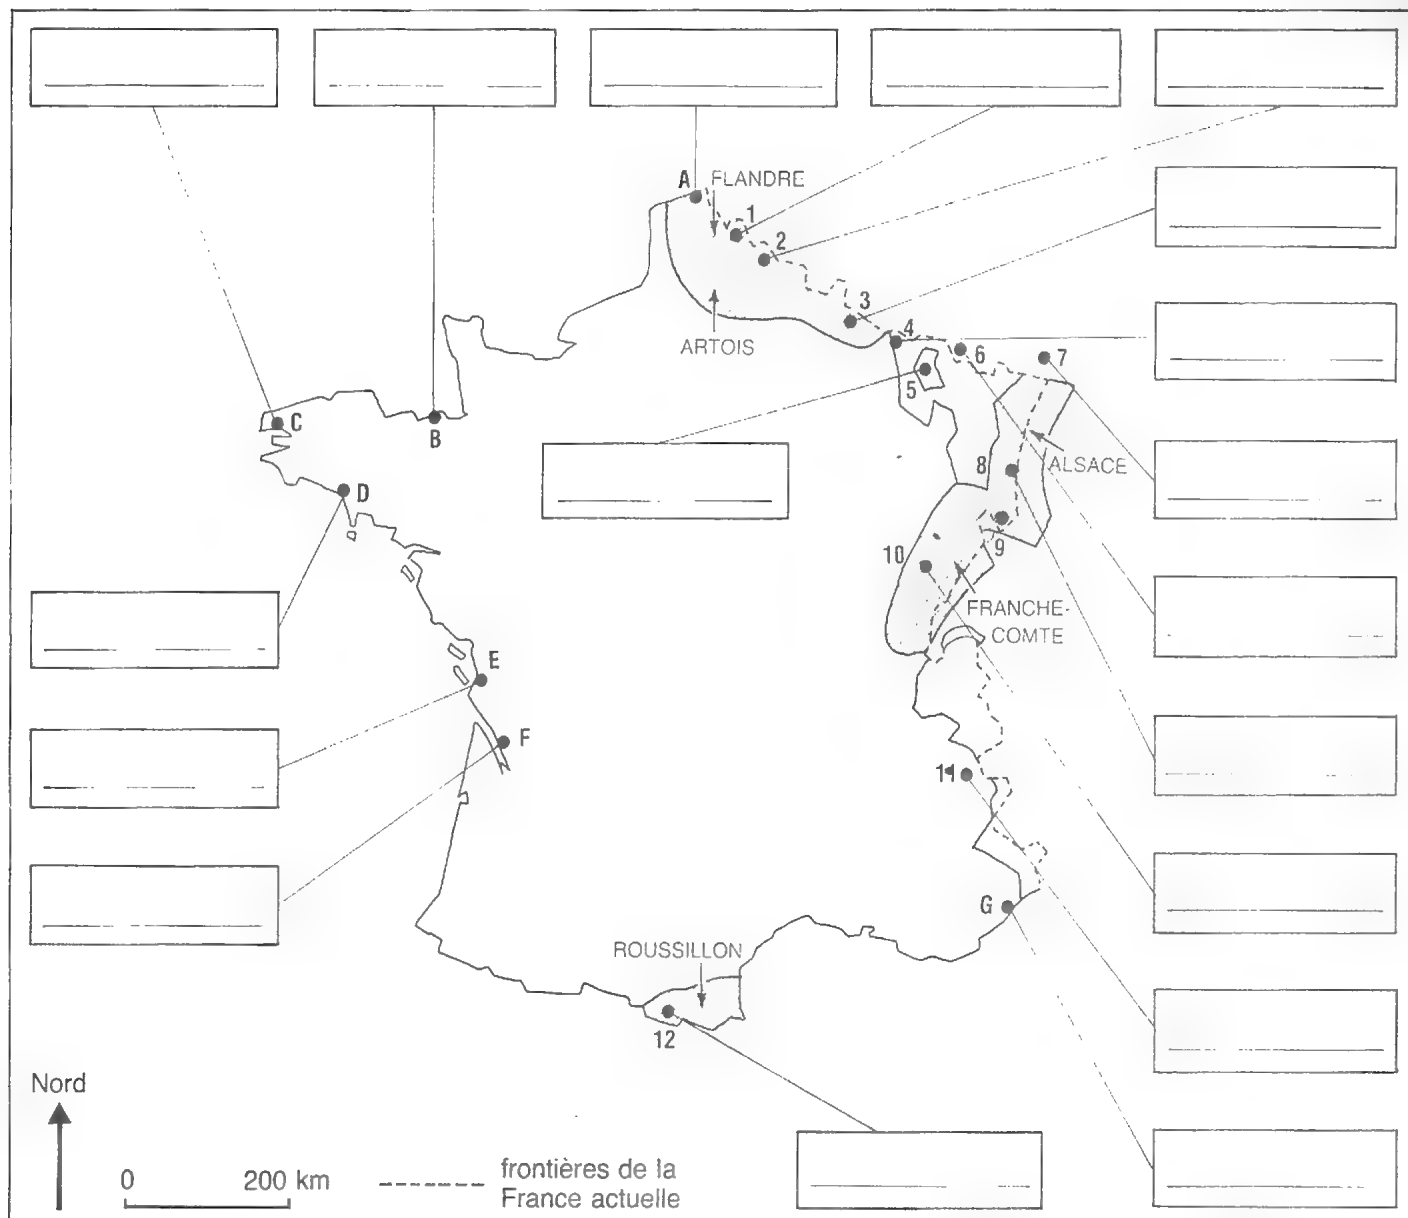 A
FLANDRE
1
2
3
ARTOIS
4
6
7
5
C
B
D
8
ALSACE
9
10
FRANCHE-
COMTE
E
F
11
G
ROUSSILLON
12
Nord
0 200 km
frontières de la
France actuelle